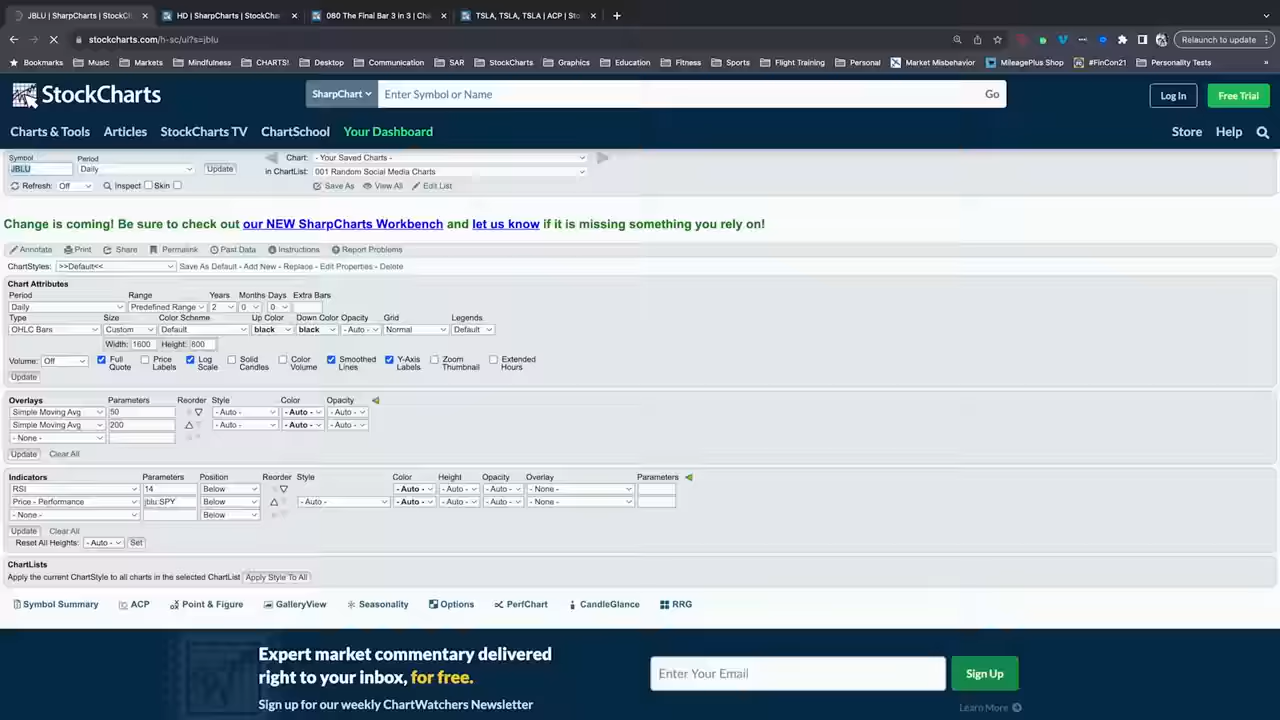 JBLU | SharpCharts | StockCl
HD | SharpCharts | StockCha
080 The Final Bar 3 in 3 | Ch
TSLA, TSLA, TSLA | ACP | Sto
stockcharts.com/h-sc/ui?s=jblu
Relaunch to update
Bookmarks Music Markets Mindfulness CHARTS! Desktop Communication SAR StockCharts Graphics Education Fitness Sports Flight Training Personal Market Misbehavior MileagePlus Shop #FinCon21 Personality Tests »
StockCharts SharpChart Enter Symbol or Name Go Log In Free Trial
Charts & Tools Articles StockCharts TV ChartSchool Your Dashboard Store Help
Symbol Period Chart: - Your Saved Charts -
JBLU Daily Update in ChartList: 001 Random Social Media Charts
Refresh: Off Inspect Skin Save As View All Edit List
Change is coming! Be sure to check out our NEW SharpCharts Workbench and let us know if it is missing something you rely on!
Annotate Print Share Permalink Past Data Instructions Report Problems
ChartStyles: >>Default<< Save As Default - Add New - Replace - Edit Properties - Delete
Chart Attributes
Period Range Years Months Days Extra Bars
Daily Predefined Range 2 0 0
Type Size Color Scheme Up Color Down Color Opacity Grid Legends
OHLC Bars Custom Default black black - Auto - Normal Default
Width: 1600 Height: 800
Volume: Off Full Quote Price Labels Log Scale Solid Candles Color Volume Smoothed Lines Y-Axis Labels Zoom Thumbnail Extended Hours
Update
Overlays Parameters Reorder Style Color Opacity
Simple Moving Avg 50 - Auto - - Auto - - Auto -
Simple Moving Avg 200 - Auto - - Auto - - Auto -
- None -
Update Clear All
Indicators Parameters Position Reorder Style Color Height Opacity Overlay Parameters
RSI 14 Below - Auto - - Auto - - Auto - - None -
Price - Performance jblu SPY Below - Auto - - Auto - - Auto - - Auto - - None -
- None - Below
Update Clear All
Reset All Heights: - Auto - Set
ChartLists
Apply the current ChartStyle to all charts in the selected ChartList Apply Style To All
Symbol Summary ACP Point & Figure GalleryView Seasonality Options PerfChart CandleGlance RRG
Expert market commentary delivered
right to your inbox, for free.
Enter Your Email Sign Up
Sign up for our weekly ChartWatchers Newsletter
Learn More